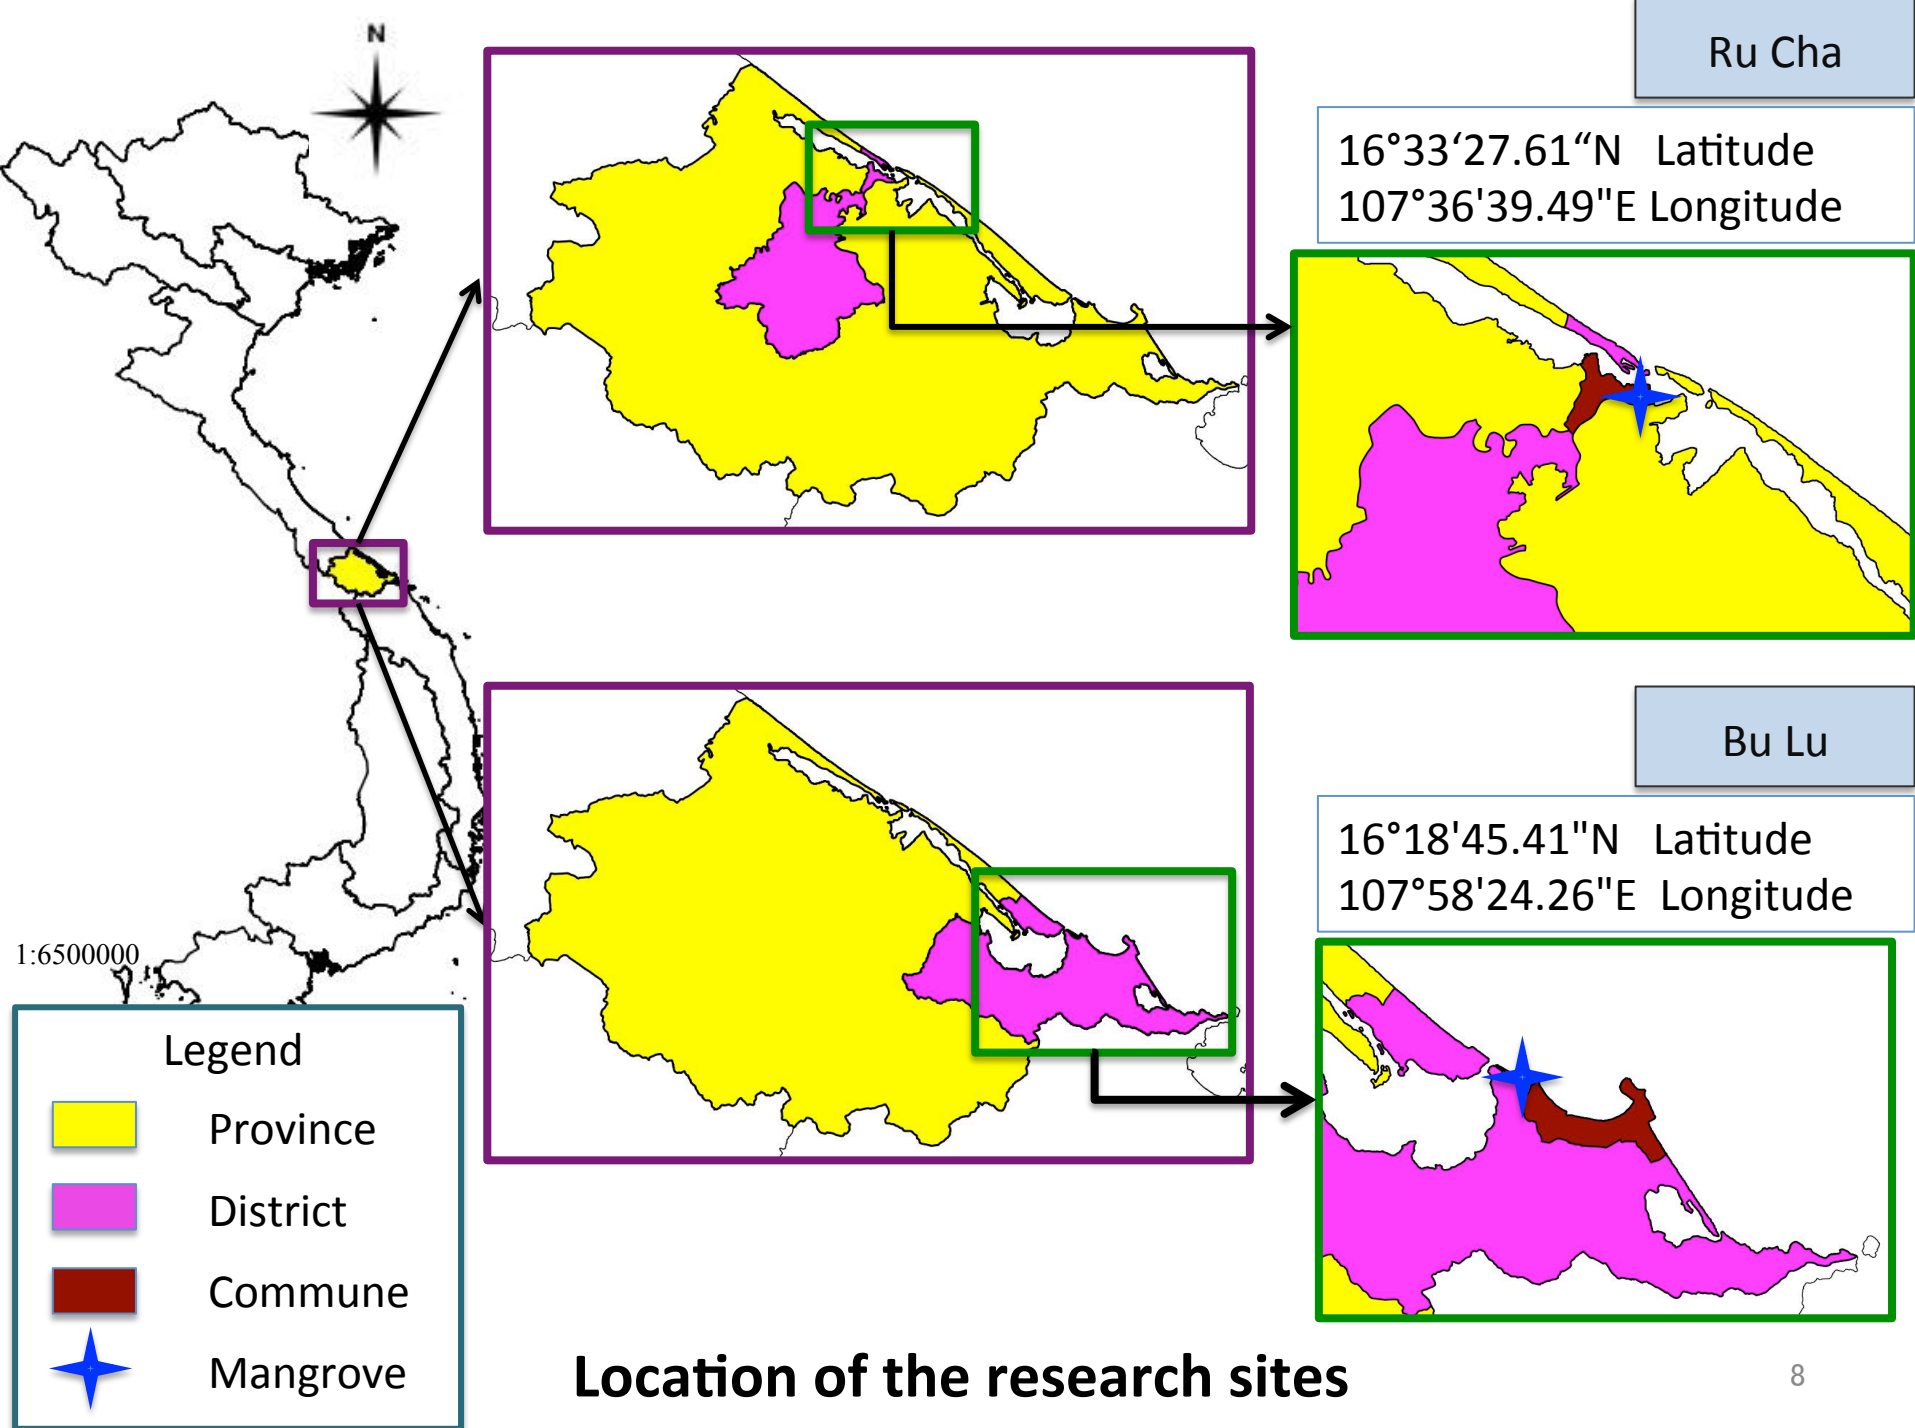 N
Ru Cha
16°33‘27.61“N Latitude
107°36'39.49"E Longitude
Bu Lu
16°18'45.41"N Latitude
107°58'24.26"E Longitude
1:6500000
Legend
Province
District
Commune
Mangrove
Location of the research sites
8